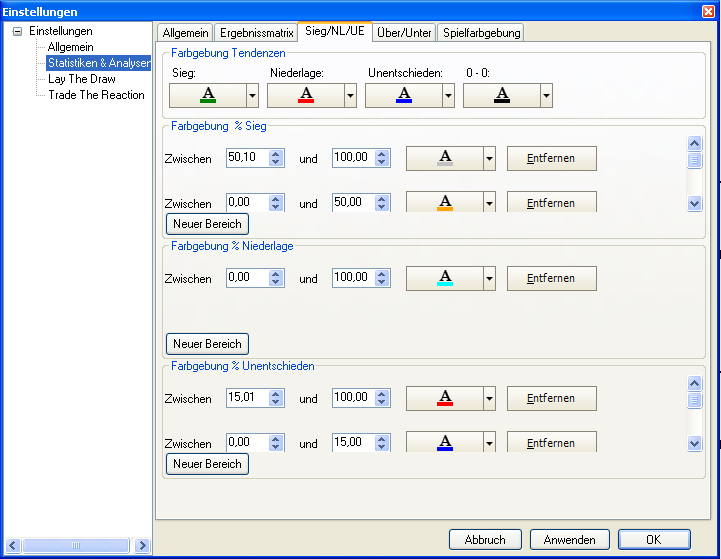 Einstellungen
Einstellungen
Allgemein
Statistiken & Analysen
Lay The Draw
Trade The Reaction
Allgemein Ergebnissmatrix Sieg/NL/UE Über/Unter Spielfarbgebung
Farbgebung Tendenzen
Sieg: Niederlage: Unentschieden: 0 - 0:
A A A A
Farbgebung % Sieg
Zwischen 50,10 und 100,00 A Entfernen
Zwischen 0,00 und 50,00 A Entfernen
Neuer Bereich
Farbgebung % Niederlage
Zwischen 0,00 und 100,00 A Entfernen
Neuer Bereich
Farbgebung % Unentschieden
Zwischen 15,01 und 100,00 A Entfernen
Zwischen 0,00 und 15,00 A Entfernen
Neuer Bereich
Abbruch Anwenden OK